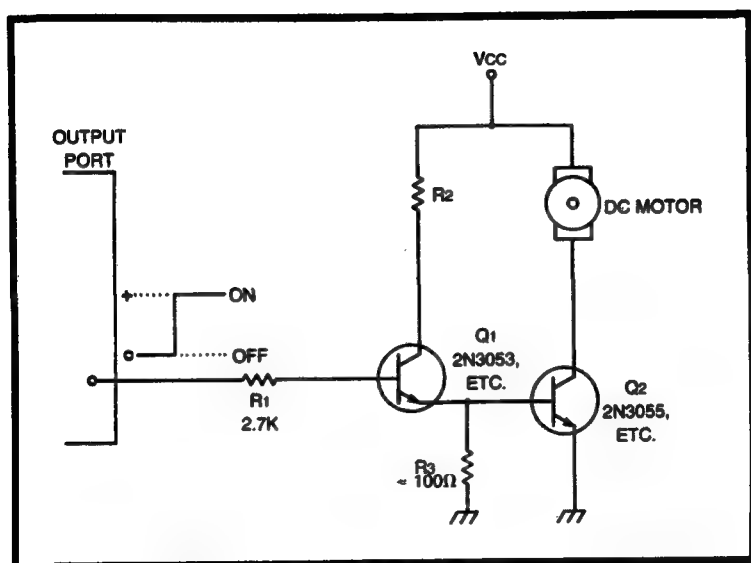 VCC
OUTPUT
PORT
R2
DC MOTOR
+
ON
OFF
Q1
2N3053,
ETC.
R1
2.7K
Q2
2N3055,
ETC.
R3
≈ 100Ω